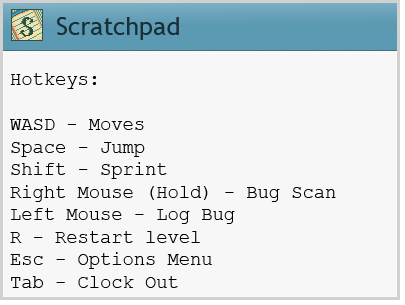 Scratchpad
Hotkeys:
WASD - Moves
Space - Jump
Shift - Sprint
Right Mouse (Hold) - Bug Scan
Left Mouse - Log Bug
R - Restart level
Esc - Options Menu
Tab - Clock Out